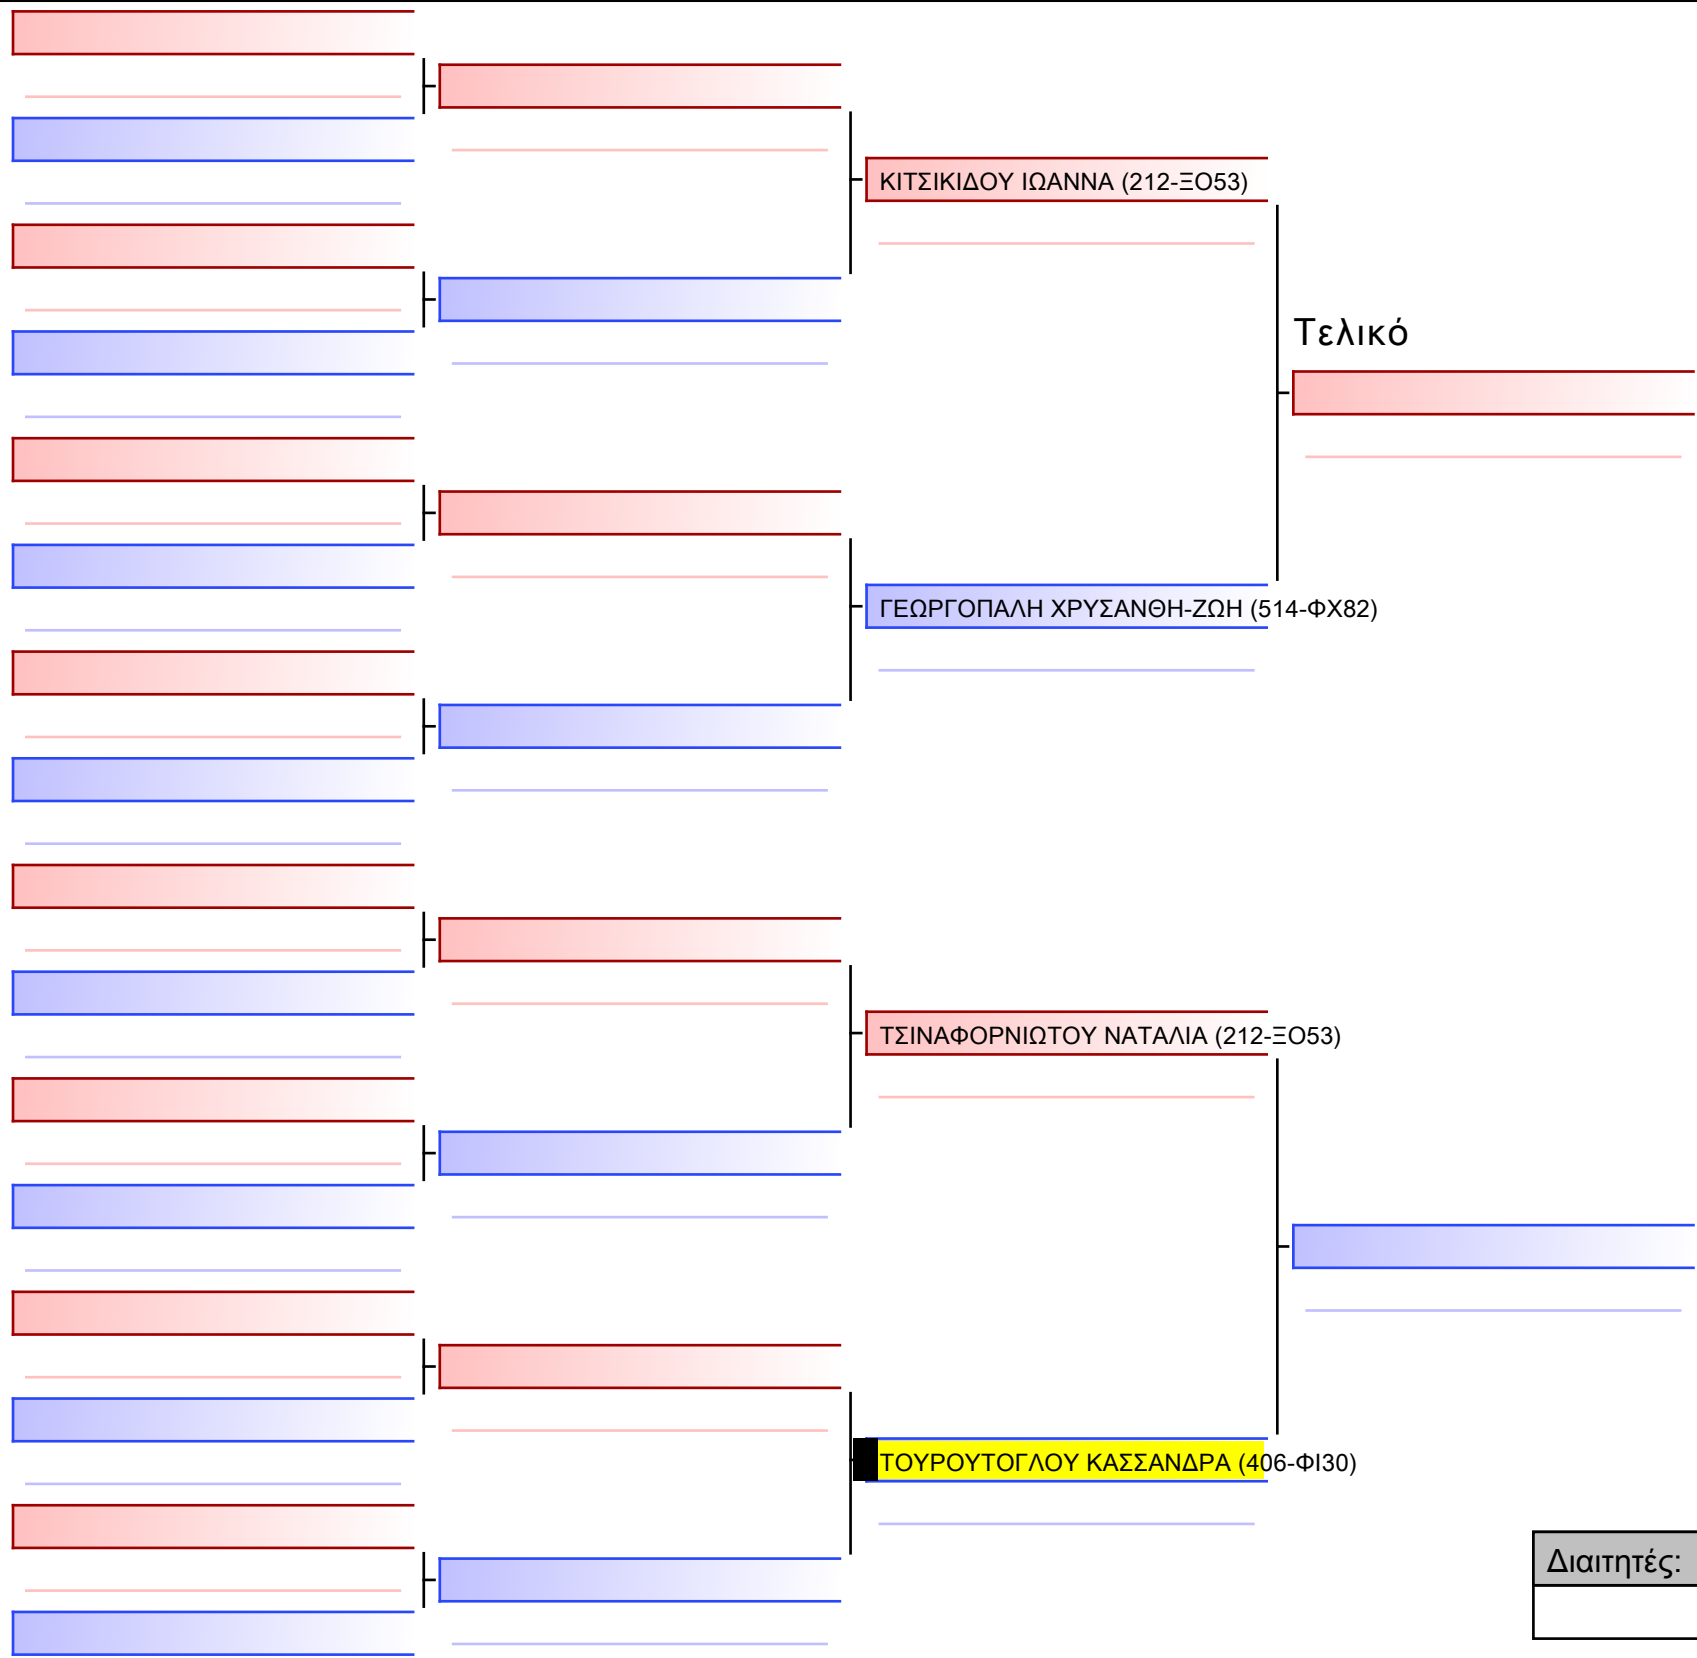 ΚΙΤΣΙΚΙΔΟΥ ΙΩΑΝΝΑ (212-ΞΟ53)
Τελικό
ΓΕΩΡΓΟΠΑΛΗ ΧΡΥΣΑΝΘΗ-ΖΩΗ (514-ΦΧ82)
ΤΣΙΝΑΦΟΡΝΙΩΤΟΥ ΝΑΤΑΛΙΑ (212-ΞΟ53)
ΤΟΥΡΟΥΤΟΓΛΟΥ ΚΑΣΣΑΝΔΡΑ (406-ΦΙ30)
Διαιτητές: